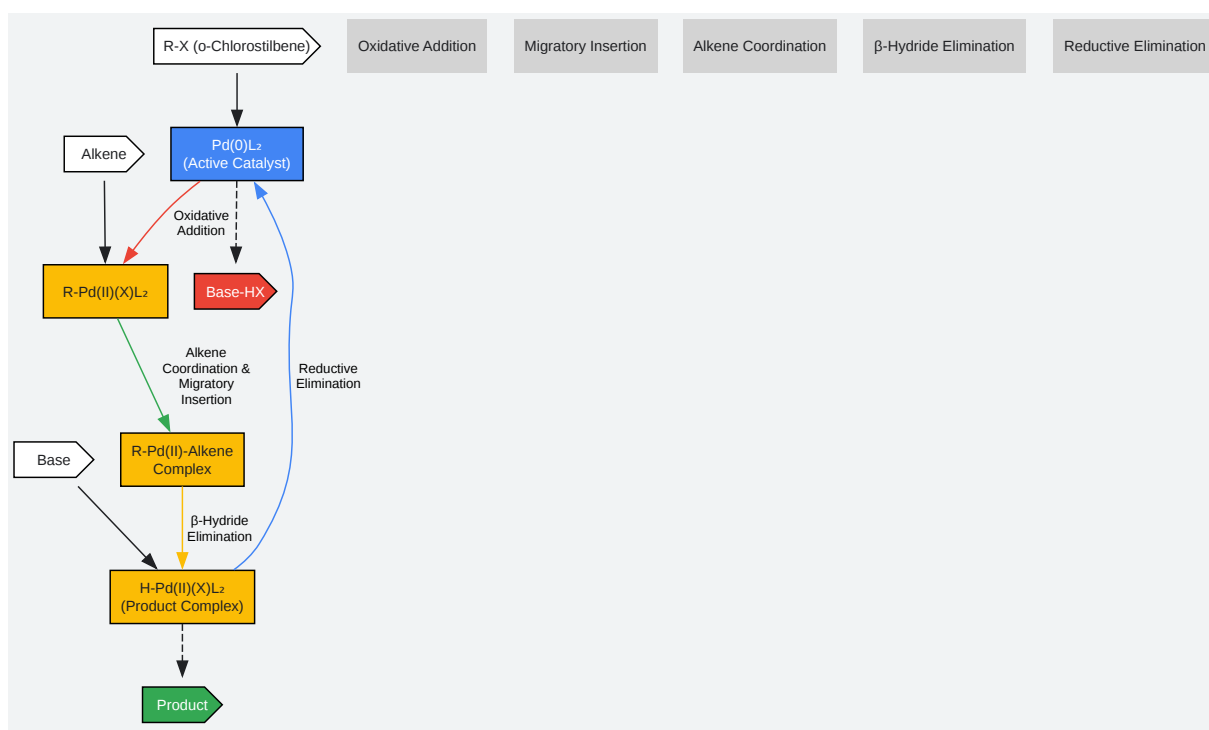 R-X (o-Chlorostilbene)
Oxidative Addition
Migratory Insertion
Alkene Coordination
β-Hydride Elimination
Reductive Elimination
Alkene
Pd(0)L₂
(Active Catalyst)
Oxidative
Addition
R-Pd(II)(X)L₂
Base-HX
Alkene
Coordination &
Migratory
Insertion
Reductive
Elimination
Base
R-Pd(II)-Alkene
Complex
β-Hydride
Elimination
H-Pd(II)(X)L₂
(Product Complex)
Product